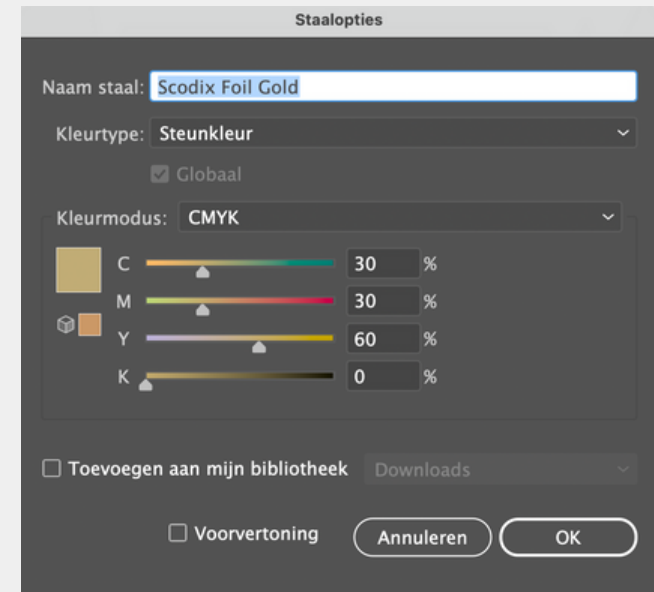 Staalopties
Naam staal: Scodix Foil Gold
Kleurtype: Steunkleur
Globaal
Kleurmodus: CMYK
C 30 %
M 30 %
Y 60 %
K 0 %
Toevoegen aan mijn bibliotheek Downloads
Voorvertoning Annuleren OK